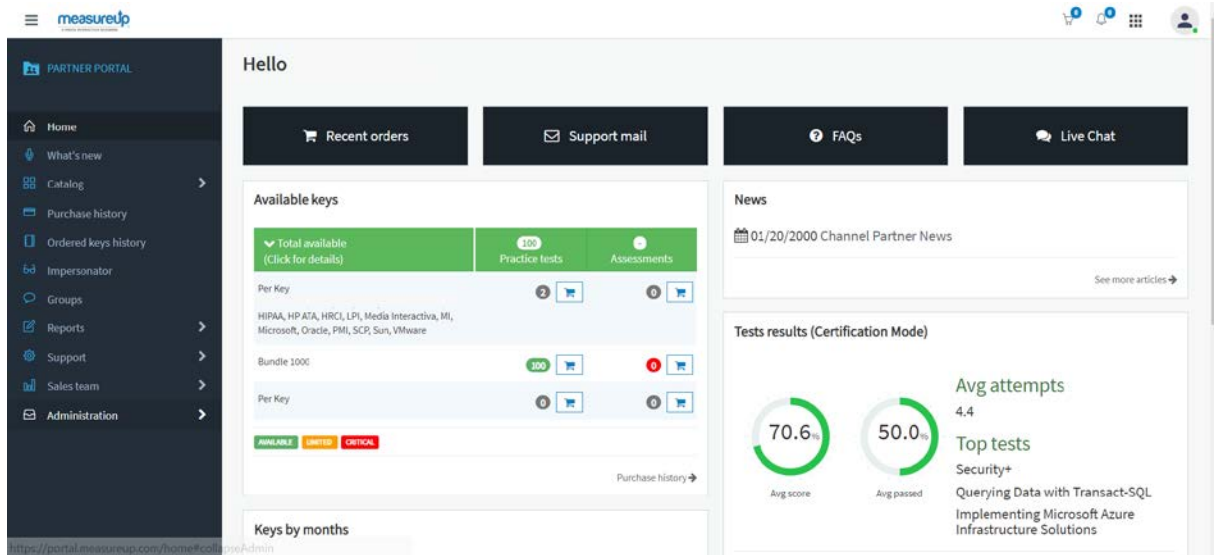 measureup
0
0
PARTNER PORTAL
Home
What's new
Catalog
Purchase history
Ordered keys history
Impersonator
Groups
Reports
Support
Sales team
Administration
Hello
Recent orders
Support mail
FAQs
Live Chat
Available keys
Total available
(Click for details)
100
Practice tests
-
Assessments
Per Key
2
0
HIPAA, HP ATA, HRCI, LPI, Media Interactiva, MI,
Microsoft, Oracle, PMI, SCP, Sun, VMware
Bundle 1000
100
0
Per Key
0
0
AVAILABLE
LIMITED
CRITICAL
Purchase history
Keys by months
News
01/20/2000 Channel Partner News
See more articles
Tests results (Certification Mode)
70.6%
Avg score
50.0%
Avg passed
Avg attempts
4.4
Top tests
Security+
Querying Data with Transact-SQL
Implementing Microsoft Azure
Infrastructure Solutions
https://portal.measureup.com/home#collapseAdmin